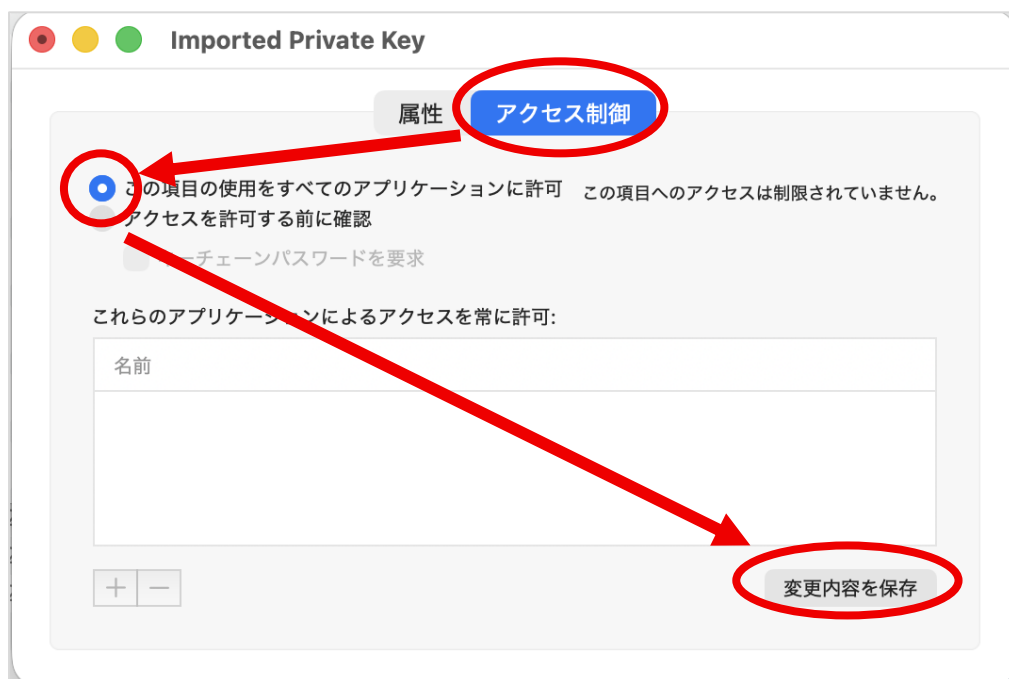 Imported Private Key
属性
アクセス制御
この項目の使用をすべてのアプリケーションに許可
この項目へのアクセスは制限されていません。
アクセスを許可する前に確認
ーチェーンパスワードを要求
これらのアプリケーションによるアクセスを常に許可:
名前
変更内容を保存